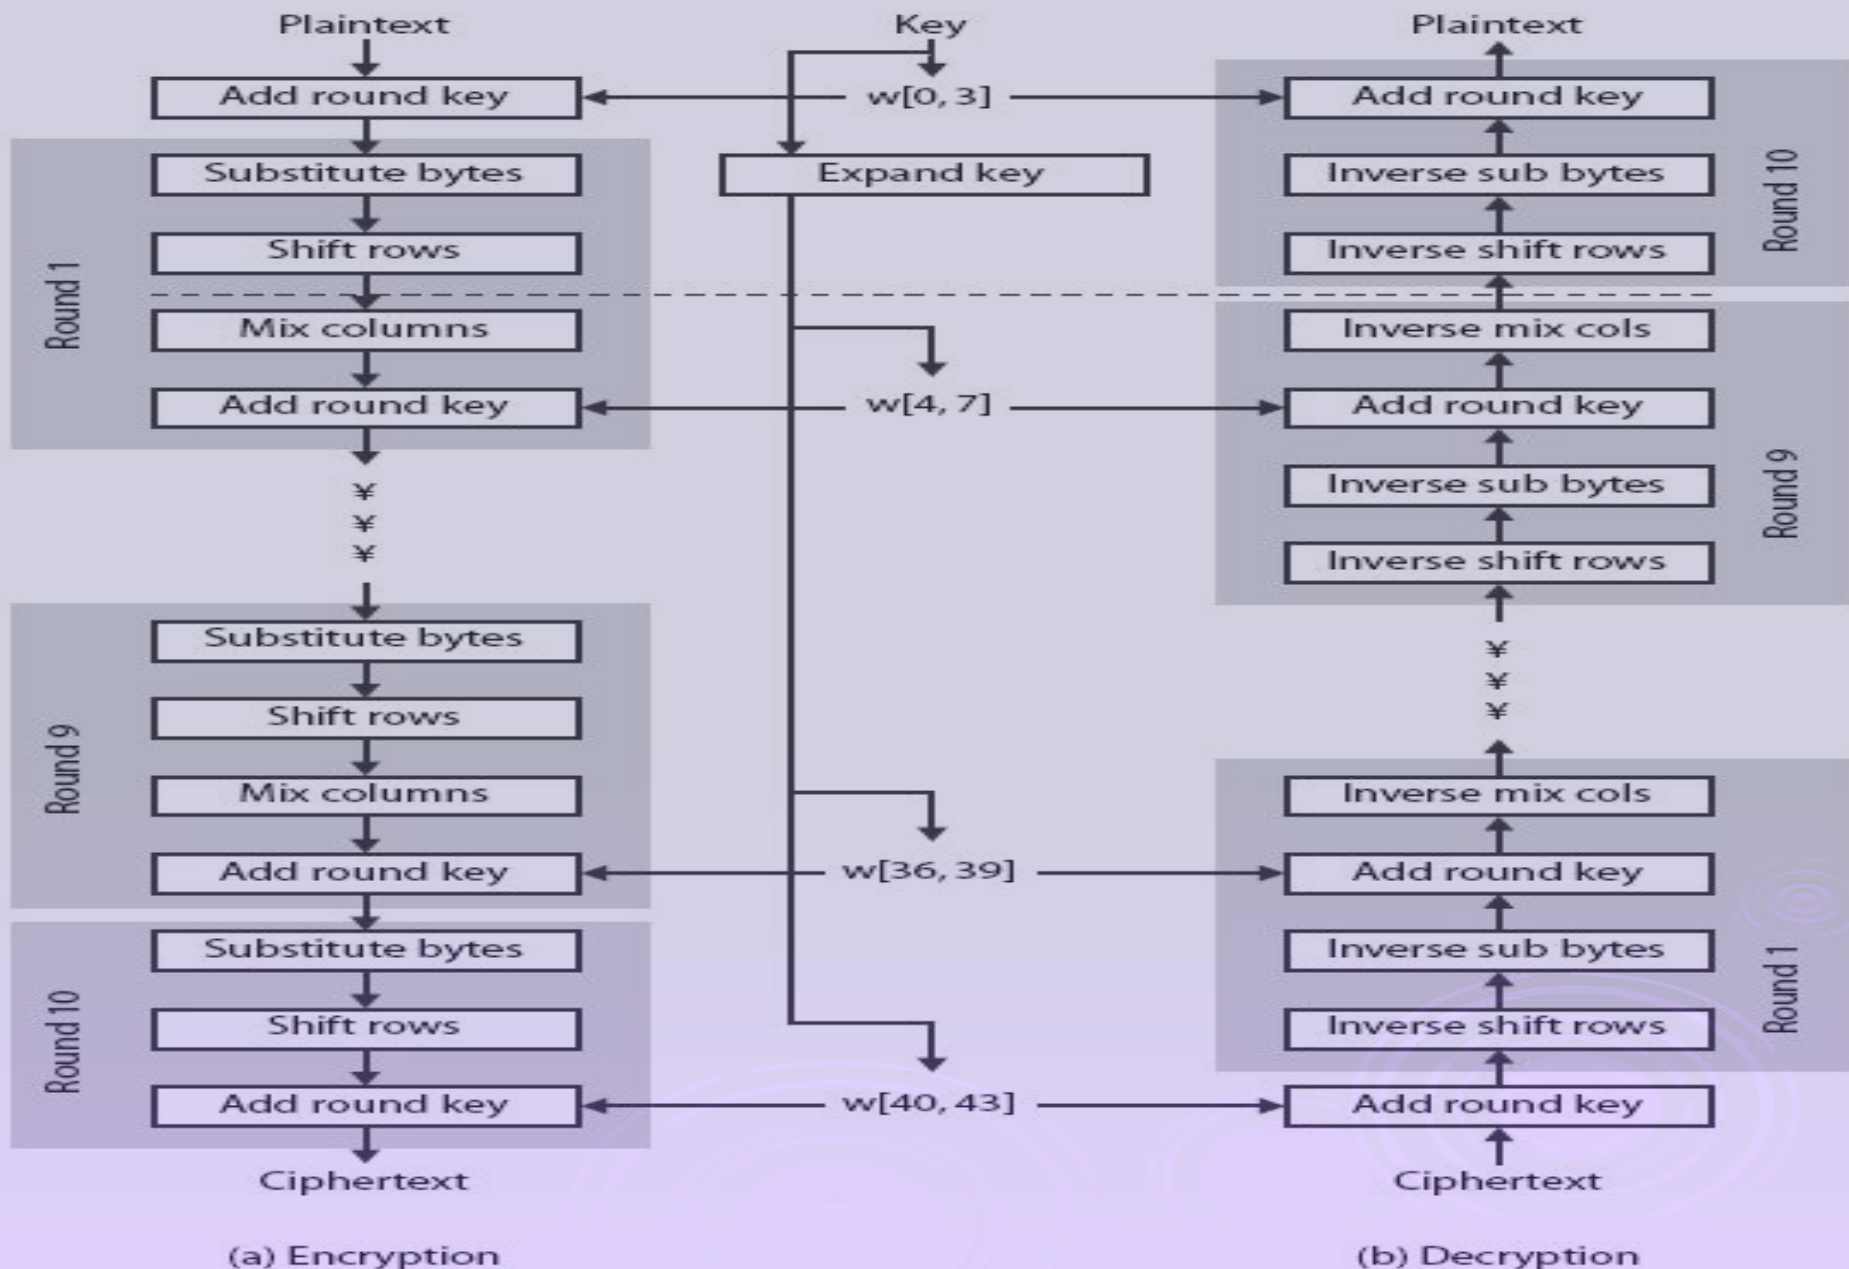 Plaintext
Add round key
Round 1
Substitute bytes
Shift rows
Mix columns
Add round key
¥
¥
¥
Round 9
Substitute bytes
Shift rows
Mix columns
Add round key
Round 10
Substitute bytes
Shift rows
Add round key
Ciphertext
(a) Encryption
Key
w[0, 3]
Expand key
w[4, 7]
w[36, 39]
w[40, 43]
Plaintext
Add round key
Inverse sub bytes
Inverse shift rows
Round 10
Inverse mix cols
Add round key
Inverse sub bytes
Inverse shift rows
Round 9
¥
¥
¥
Inverse mix cols
Add round key
Inverse sub bytes
Inverse shift rows
Round 1
Add round key
Ciphertext
(b) Decryption